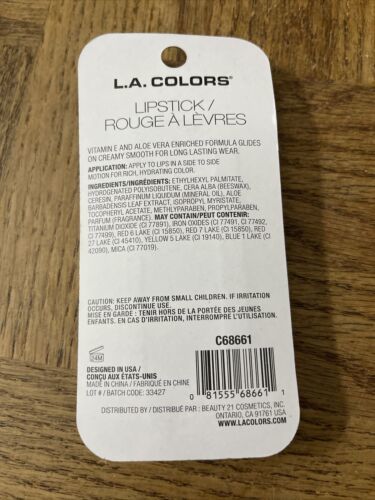 L.A. COLORS®
LIPSTICK /
ROUGE À LÈVRES
VITAMIN E AND ALOE VERA ENRICHED FORMULA GLIDES
ON CREAMY SMOOTH FOR LONG LASTING WEAR.
APPLICATION: APPLY TO LIPS IN A SIDE TO SIDE
MOTION FOR RICH, HYDRATING COLOR.
INGREDIENTS/INGRÉDIENTS: ETHYLHEXYL PALMITATE,
HYDROGENATED POLYISOBUTENE, CERA ALBA (BEESWAX),
CERESIN, PARAFFINUM LIQUIDUM (MINERAL OIL), ALOE
BARBADENSIS LEAF EXTRACT, ISOPROPYL MYRISTATE,
TOCOPHERYL ACETATE, METHYLPARABEN, PROPYLPARABEN,
PARFUM (FRAGRANCE). MAY CONTAIN/PEUT CONTENIR:
TITANIUM DIOXIDE (CI 77891), IRON OXIDES (CI 77491, 77492,
CI 77499), RED 6 LAKE (CI 15850), RED 7 LAKE (CI 15850), RED
27 LAKE (CI 45410), YELLOW 5 LAKE (CI 19140), BLUE 1 LAKE (CI
42090), MICA (CI 77019).
CAUTION: KEEP AWAY FROM SMALL CHILDREN. IF IRRITATION
OCCURS, DISCONTINUE USE.
MISE EN GARDE : TENIR HORS DE LA PORTÉE DES JEUNES
ENFANTS. EN CAS D'IRRITATION, INTERROMPRE L'UTILISATION.
24M
C68661
DESIGNED IN USA /
CONÇU AUX ÉTATS-UNIS
MADE IN CHINA / FABRIQUÉ EN CHINE
LOT # / BATCH CODE: 33427
0 81555 68661 1
DISTRIBUTED BY / DISTRIBUÉ PAR : BEAUTY 21 COSMETICS, INC.
ONTARIO, CA 91761 USA
WWW.LACOLORS.COM